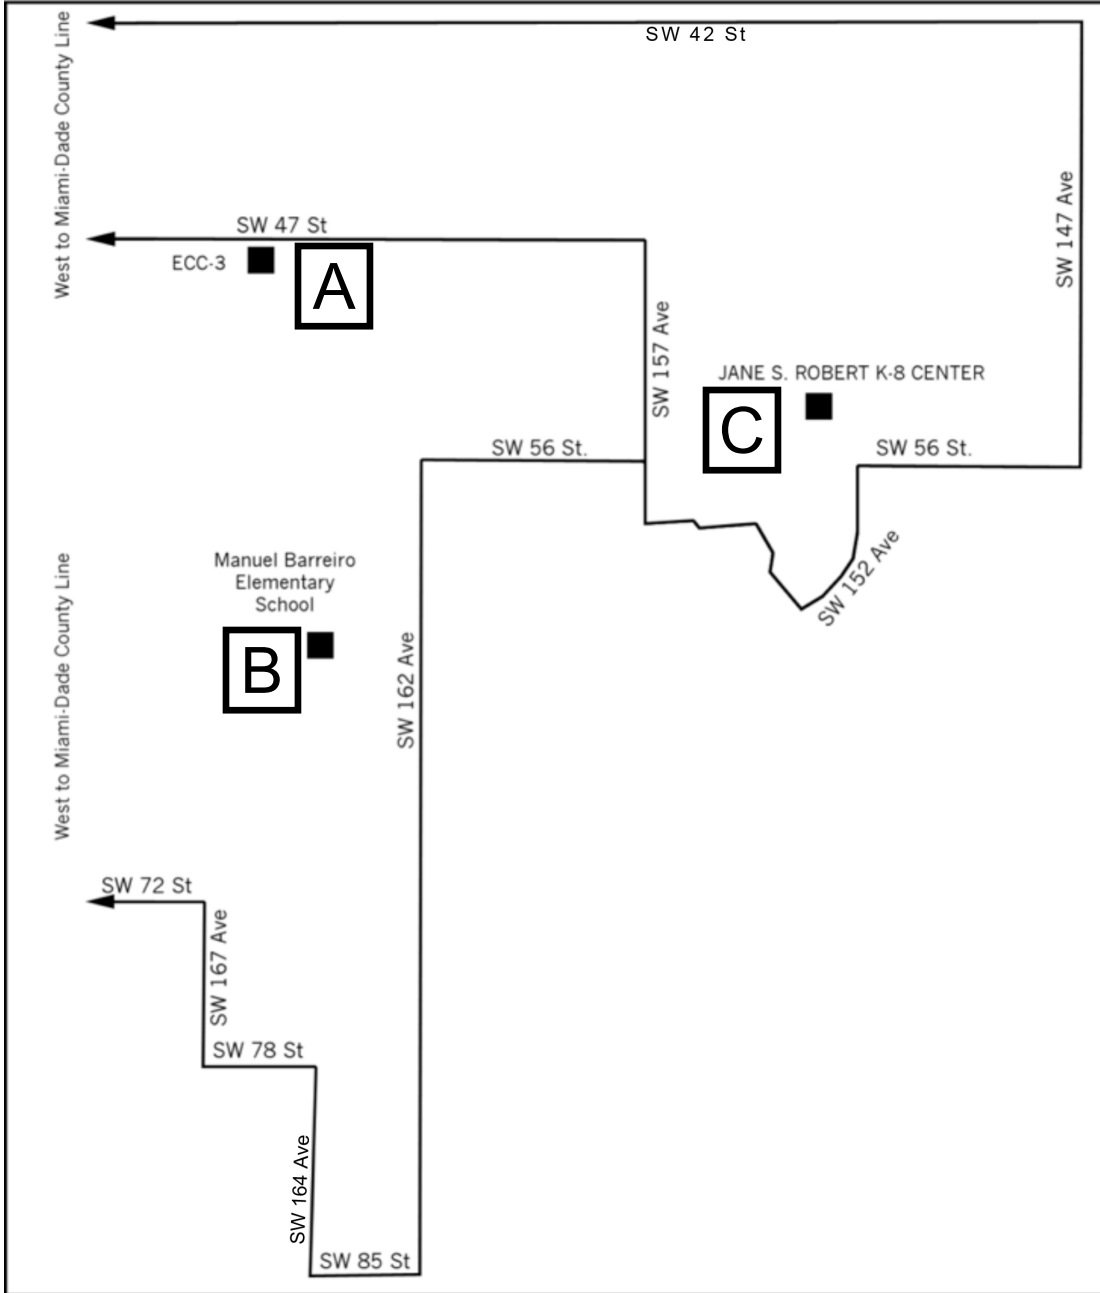 SW 42 St
West to Miami-Dade County Line
SW 147 Ave
SW 47 St
ECC-3
A
SW 157 Ave
JANE S. ROBERT K-8 CENTER
C
SW 56 St.
SW 56 St.
SW 152 Ave
Manuel Barreiro
Elementary
School
B
West to Miami-Dade County Line
SW 162 Ave
SW 72 St
SW 167 Ave
SW 78 St
SW 164 Ave
SW 85 St